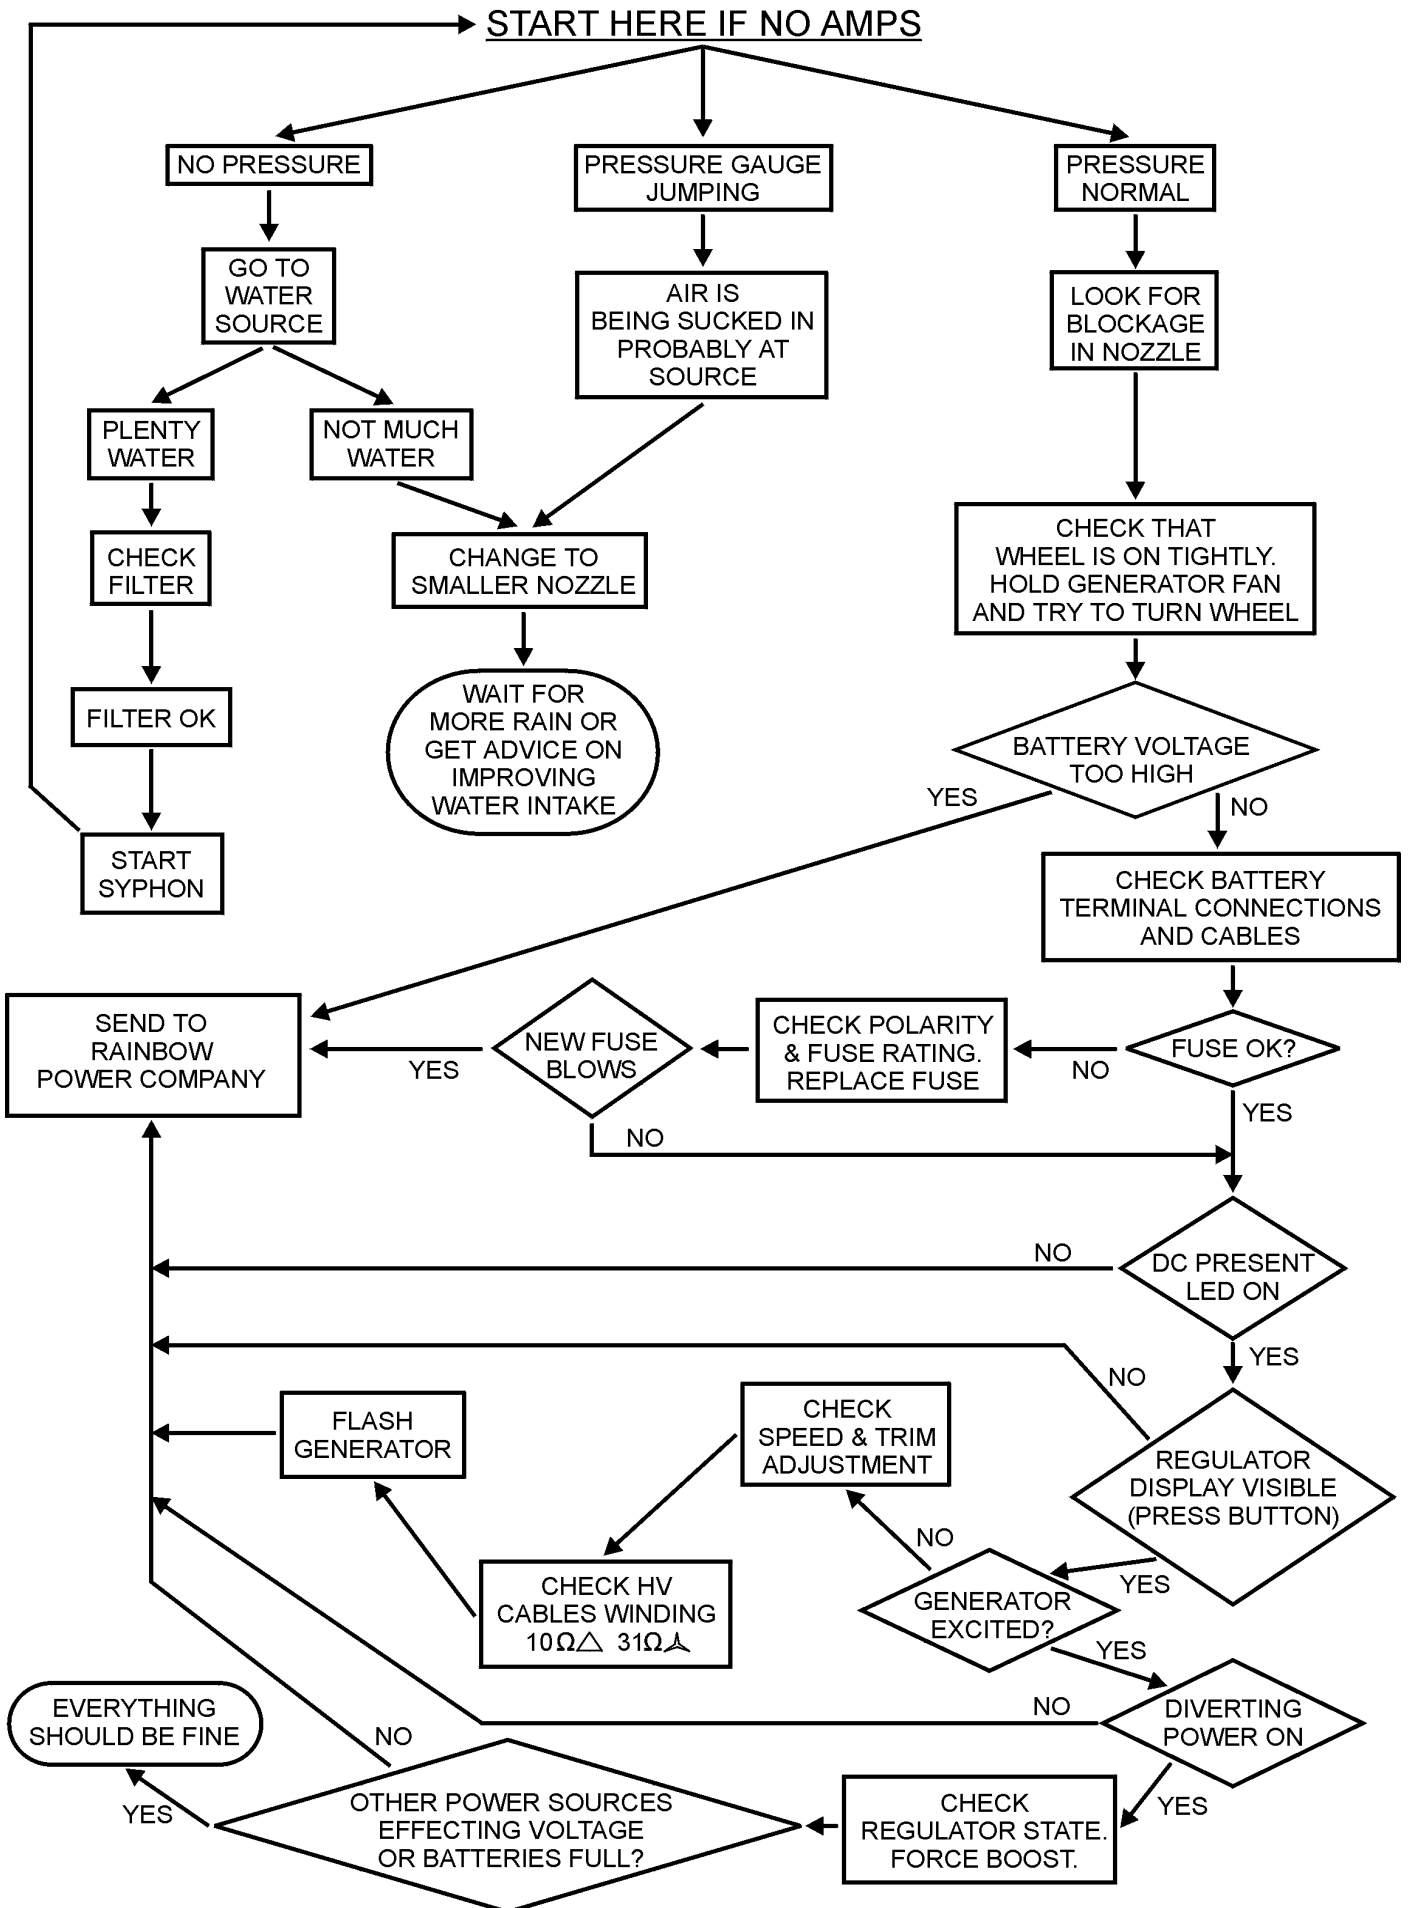 START HERE IF NO AMPS
NO PRESSURE
PRESSURE GAUGE
JUMPING
PRESSURE
NORMAL
GO TO
WATER
SOURCE
AIR IS
BEING SUCKED IN
PROBABLY AT
SOURCE
LOOK FOR
BLOCKAGE
IN NOZZLE
PLENTY
WATER
NOT MUCH
WATER
CHECK
FILTER
CHANGE TO
SMALLER NOZZLE
CHECK THAT
WHEEL IS ON TIGHTLY.
HOLD GENERATOR FAN
AND TRY TO TURN WHEEL
FILTER OK
WAIT FOR
MORE RAIN OR
GET ADVICE ON
IMPROVING
WATER INTAKE
BATTERY VOLTAGE
TOO HIGH
YES
NO
START
SYPHON
CHECK BATTERY
TERMINAL CONNECTIONS
AND CABLES
SEND TO
RAINBOW
POWER COMPANY
YES
NEW FUSE
BLOWS
CHECK POLARITY
& FUSE RATING.
REPLACE FUSE
NO
FUSE OK?
YES
NO
NO
DC PRESENT
LED ON
YES
NO
FLASH
GENERATOR
CHECK
SPEED & TRIM
ADJUSTMENT
REGULATOR
DISPLAY VISIBLE
(PRESS BUTTON)
NO
YES
CHECK HV
CABLES WINDING
10Ω△ 31Ω⅄
GENERATOR
EXCITED?
YES
EVERYTHING
SHOULD BE FINE
NO
NO
DIVERTING
POWER ON
YES
YES
OTHER POWER SOURCES
EFFECTING VOLTAGE
OR BATTERIES FULL?
CHECK
REGULATOR STATE.
FORCE BOOST.